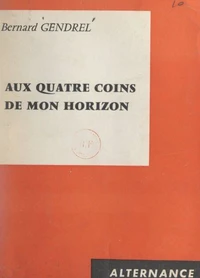 Bernard "GENDREL"
AUX QUATRE COINS
DE MON HORIZON
ALTERNANCE